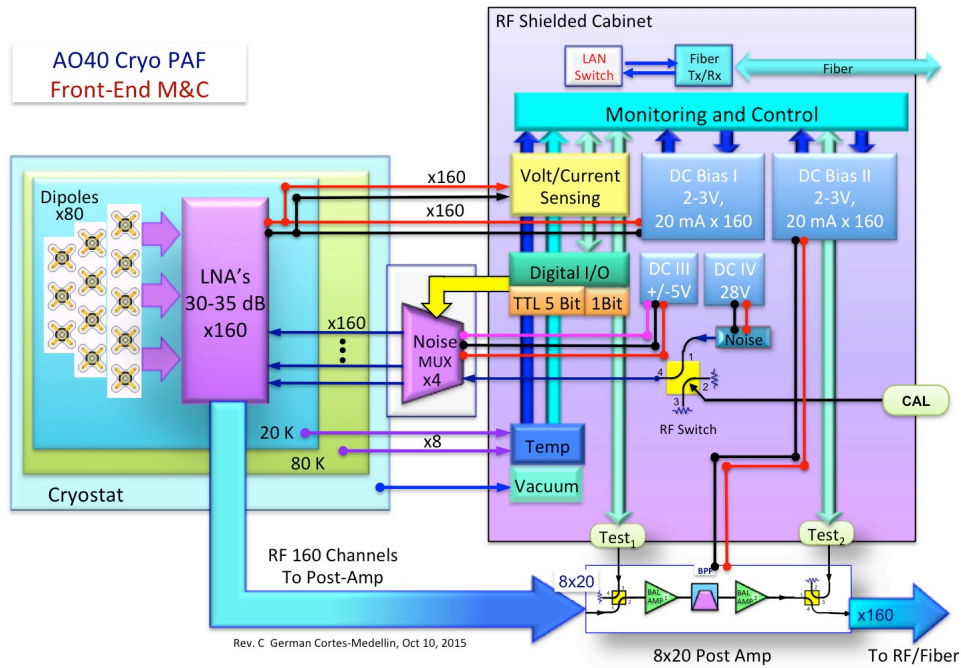 AO40 Cryo PAF
Front-End M&C
RF Shielded Cabinet
LAN
Switch
Fiber
Tx/Rx
Fiber
Monitoring and Control
Volt/Current
Sensing
DC Bias I
2-3V,
20 mA x 160
DC Bias II
2-3V,
20 mA x 160
x160
x160
Dipoles
x80
LNA's
30-35 dB
x160
Digital I/O
TTL 5 Bit
1Bit
DC III
+/-5V
DC IV
28V
Noise
x160
Noise
MUX
x4
1
2
3
4
RF Switch
CAL
20 K
80 K
x8
Temp
Vacuum
Cryostat
Test1
Test2
RF 160 Channels
To Post-Amp
8x20
BAL
AMP
BPF
BAL
AMP
x160
Rev. C German Cortes-Medellin, Oct 10, 2015
8x20 Post Amp
To RF/Fiber